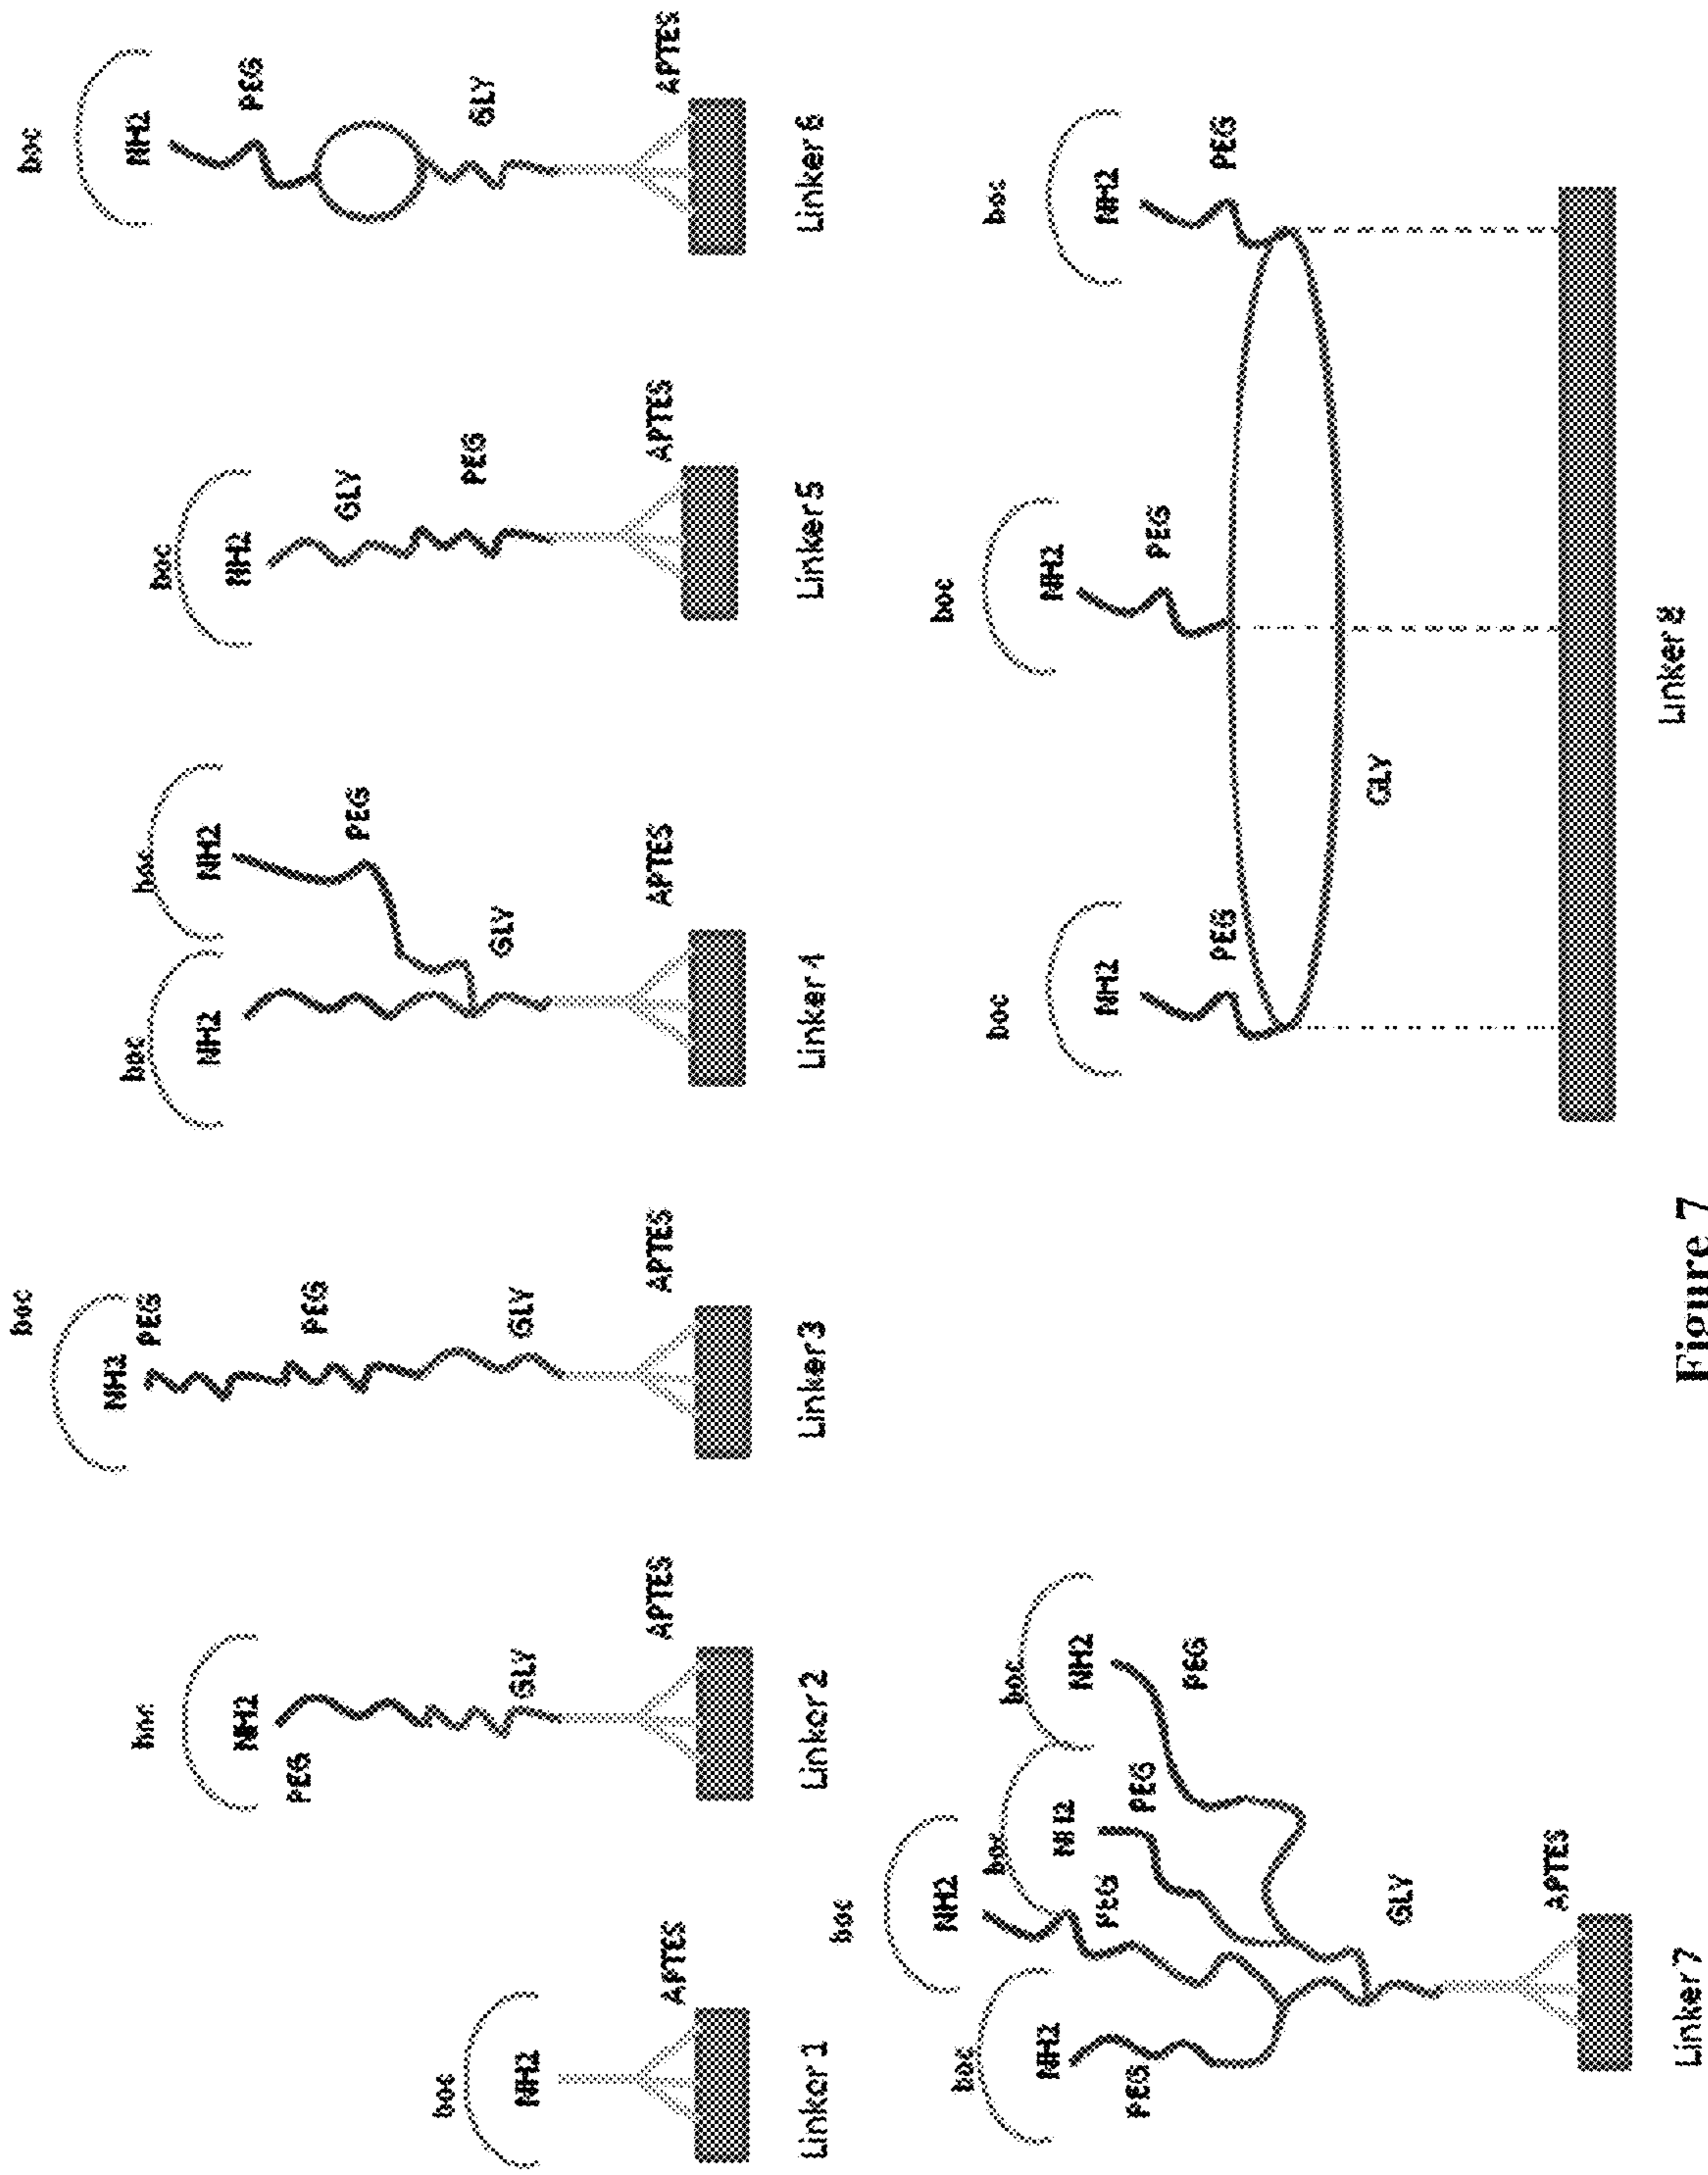 boc
NH2
APTES
Linker 1
boc
NH2
PEG
GLY
APTES
Linker 2
boc
NH2
PEG
PEG
GLY
APTES
Linker 3
boc
NH2
boc
NH2
PEG
GLY
APTES
Linker 4
boc
NH2
GLY
PEG
APTES
Linker 5
boc
NH2
PEG
GLY
APTES
Linker 6
boc
NH2
PEG
boc
NH2
PEG
boc
NH2
PEG
boc
NH2
PEG
GLY
APTES
Linker 7
boc
NH2
PEG
boc
NH2
PEG
boc
NH2
PEG
GLY
Linker 8
Figure 7